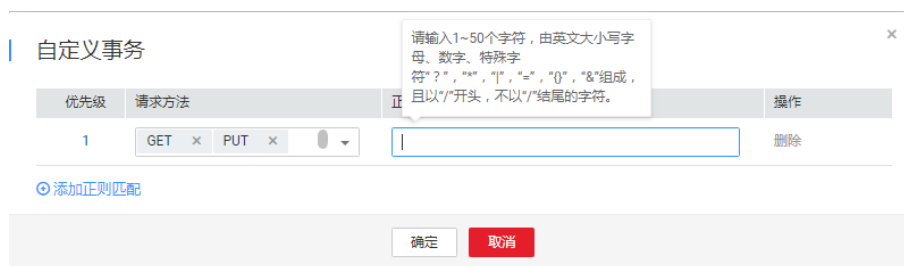 请输入1~50个字符，由英文大小写字
母、数字、特殊字
符“？”，“*”，“|”，“=”，“{}”，“&”组成，
且以“/”开头，不以“/”结尾的字符。
×
自定义事务
优先级 请求方法 正 操作
1 GET × PUT × 删除
添加正则匹配
确定 取消